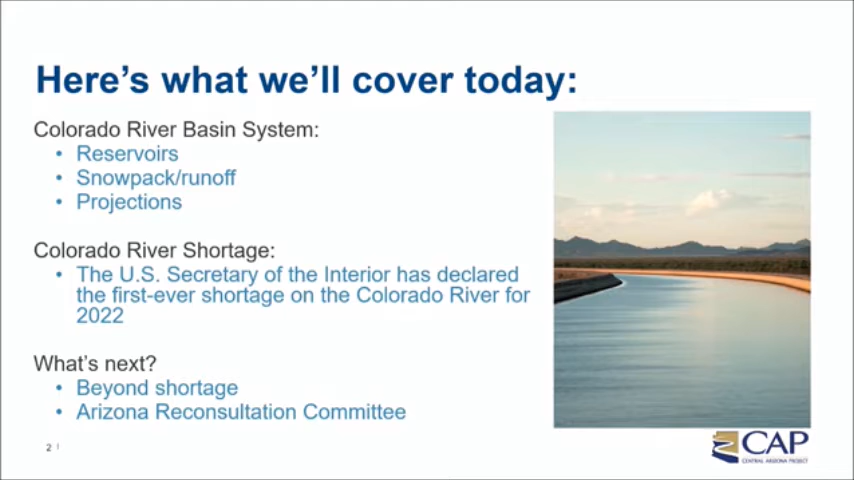 Here's what we'll cover today:
Colorado River Basin System:
• Reservoirs
• Snowpack/runoff
• Projections
Colorado River Shortage:
• The U.S. Secretary of the Interior has declared
the first-ever shortage on the Colorado River for
2022
What's next?
• Beyond shortage
• Arizona Reconsultation Committee
2 |
CAP
CENTRAL ARIZONA PROJECT